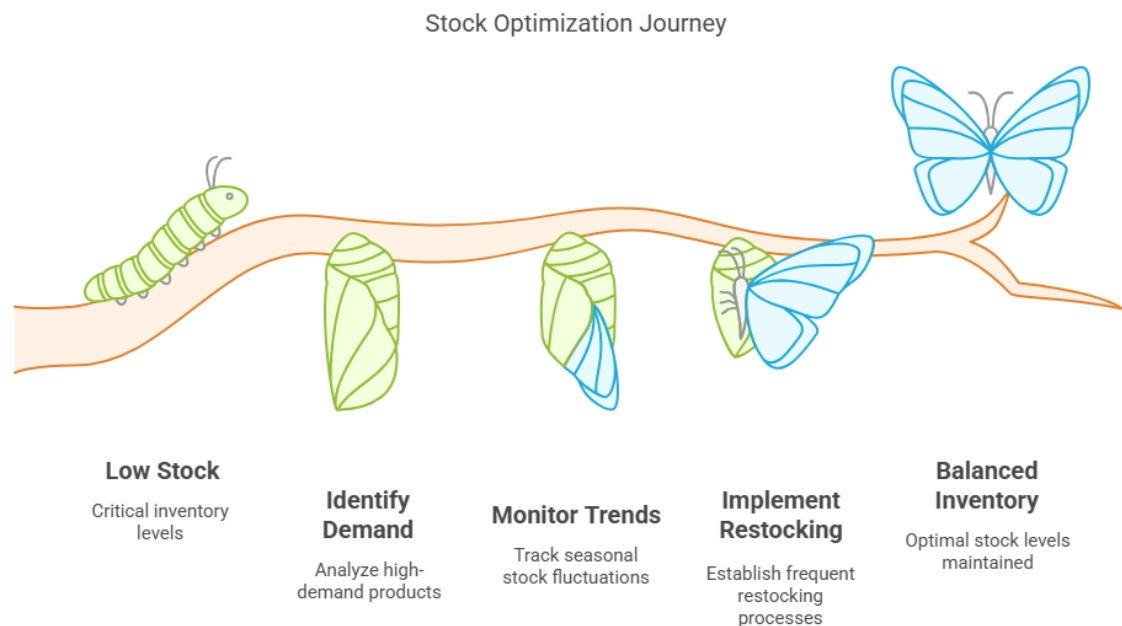 Stock Optimization Journey
Low Stock
Critical inventory
levels
Identify
Demand
Analyze high-
demand products
Monitor Trends
Track seasonal
stock fluctuations
Implement
Restocking
Establish frequent
restocking
processes
Balanced
Inventory
Optimal stock levels
maintained